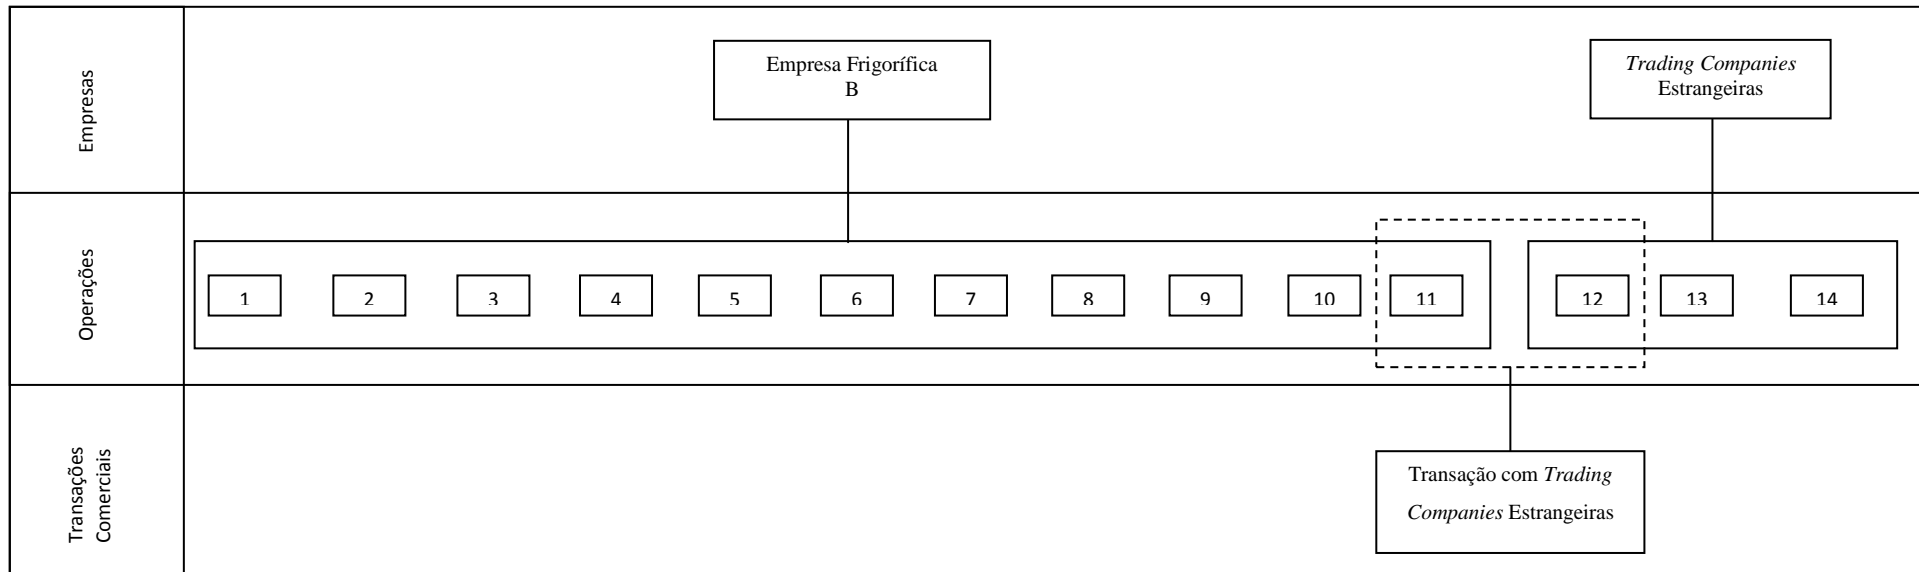 Empresas
Empresa Frigorífica
B
Trading Companies
Estrangeiras
Operações
1
2
3
4
5
6
7
8
9
10
11
12
13
14
Transações
Comerciais
Transação com Trading
Companies Estrangeiras